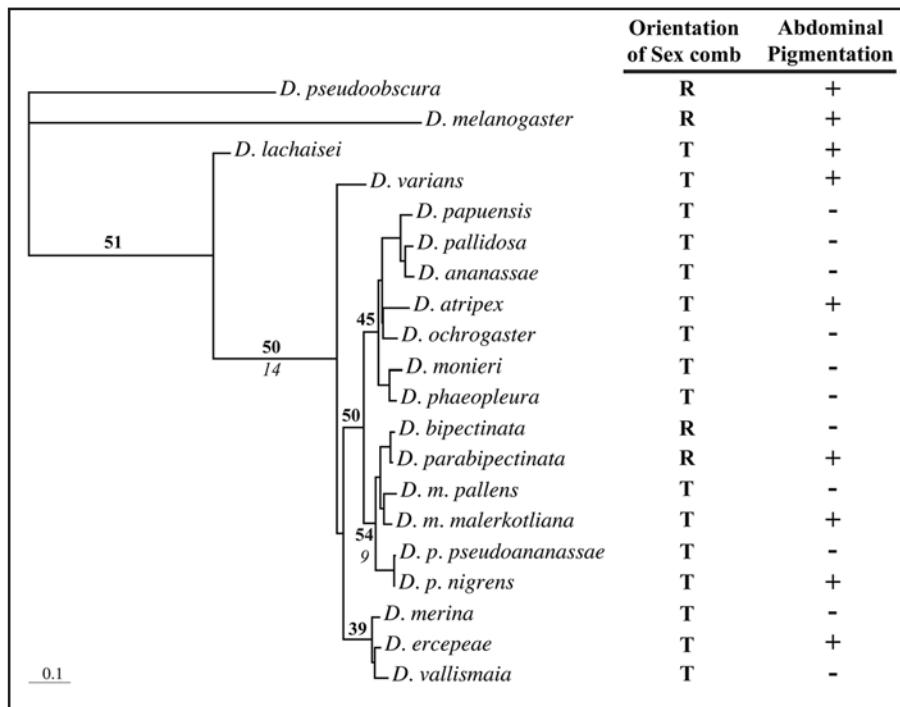 Orientation of Sex comb
Abdominal Pigmentation
D. pseudoobscura R +
D. melanogaster R +
D. lachaisei T +
D. varians T +
D. papuensis T -
51 D. pallidosa T -
D. ananassae T -
D. atripex T +
45 D. ochrogaster T -
50
14 D. monieri T -
D. phaeopleura T -
50 D. bipectinata R -
D. parabipectinata R +
D. m. pallens T -
D. m. malerkotliana T +
54
9 D. p. pseudoananassae T -
D. p. nigrens T +
D. merina T -
39 D. ercepeae T +
0.1 D. vallismaia T -